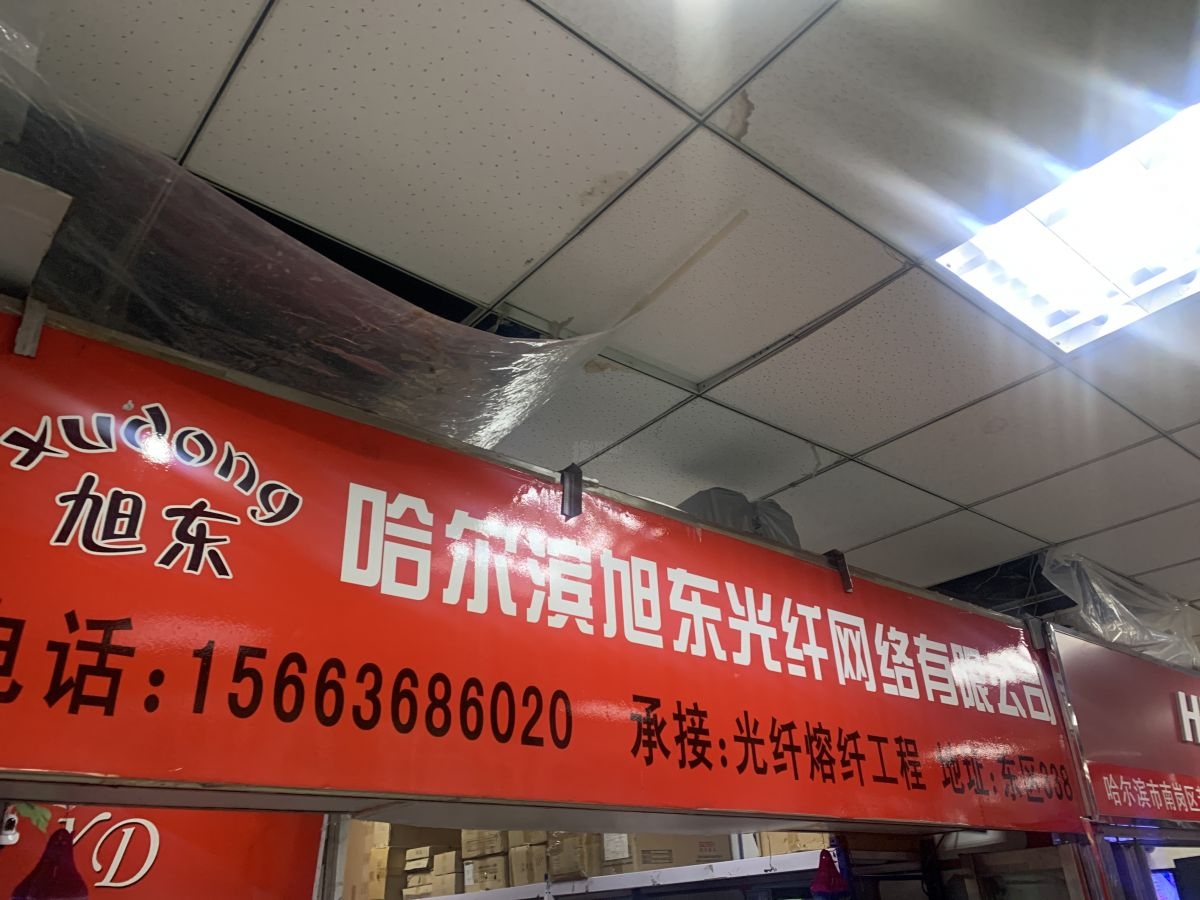 xudong
旭东
哈尔滨旭东光纤网络有限公司
电话:15663686020 承接:光纤熔纤工程 地址:东区038
H
哈尔滨市南岗区
YD